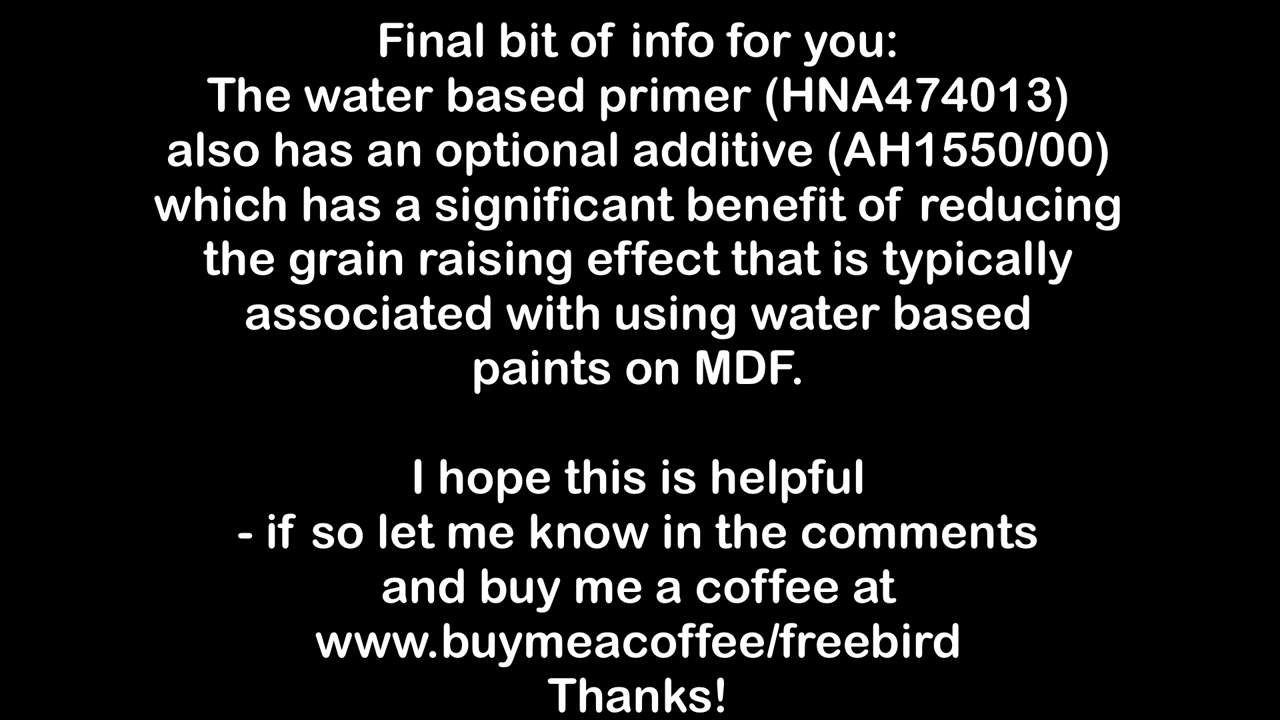 Final bit of info for you:
The water based primer (HNA474013)
also has an optional additive (AH1550/00)
which has a significant benefit of reducing
the grain raising effect that is typically
associated with using water based
paints on MDF.
I hope this is helpful
- if so let me know in the comments
and buy me a coffee at
www.buymeacoffee/freebird
Thanks!